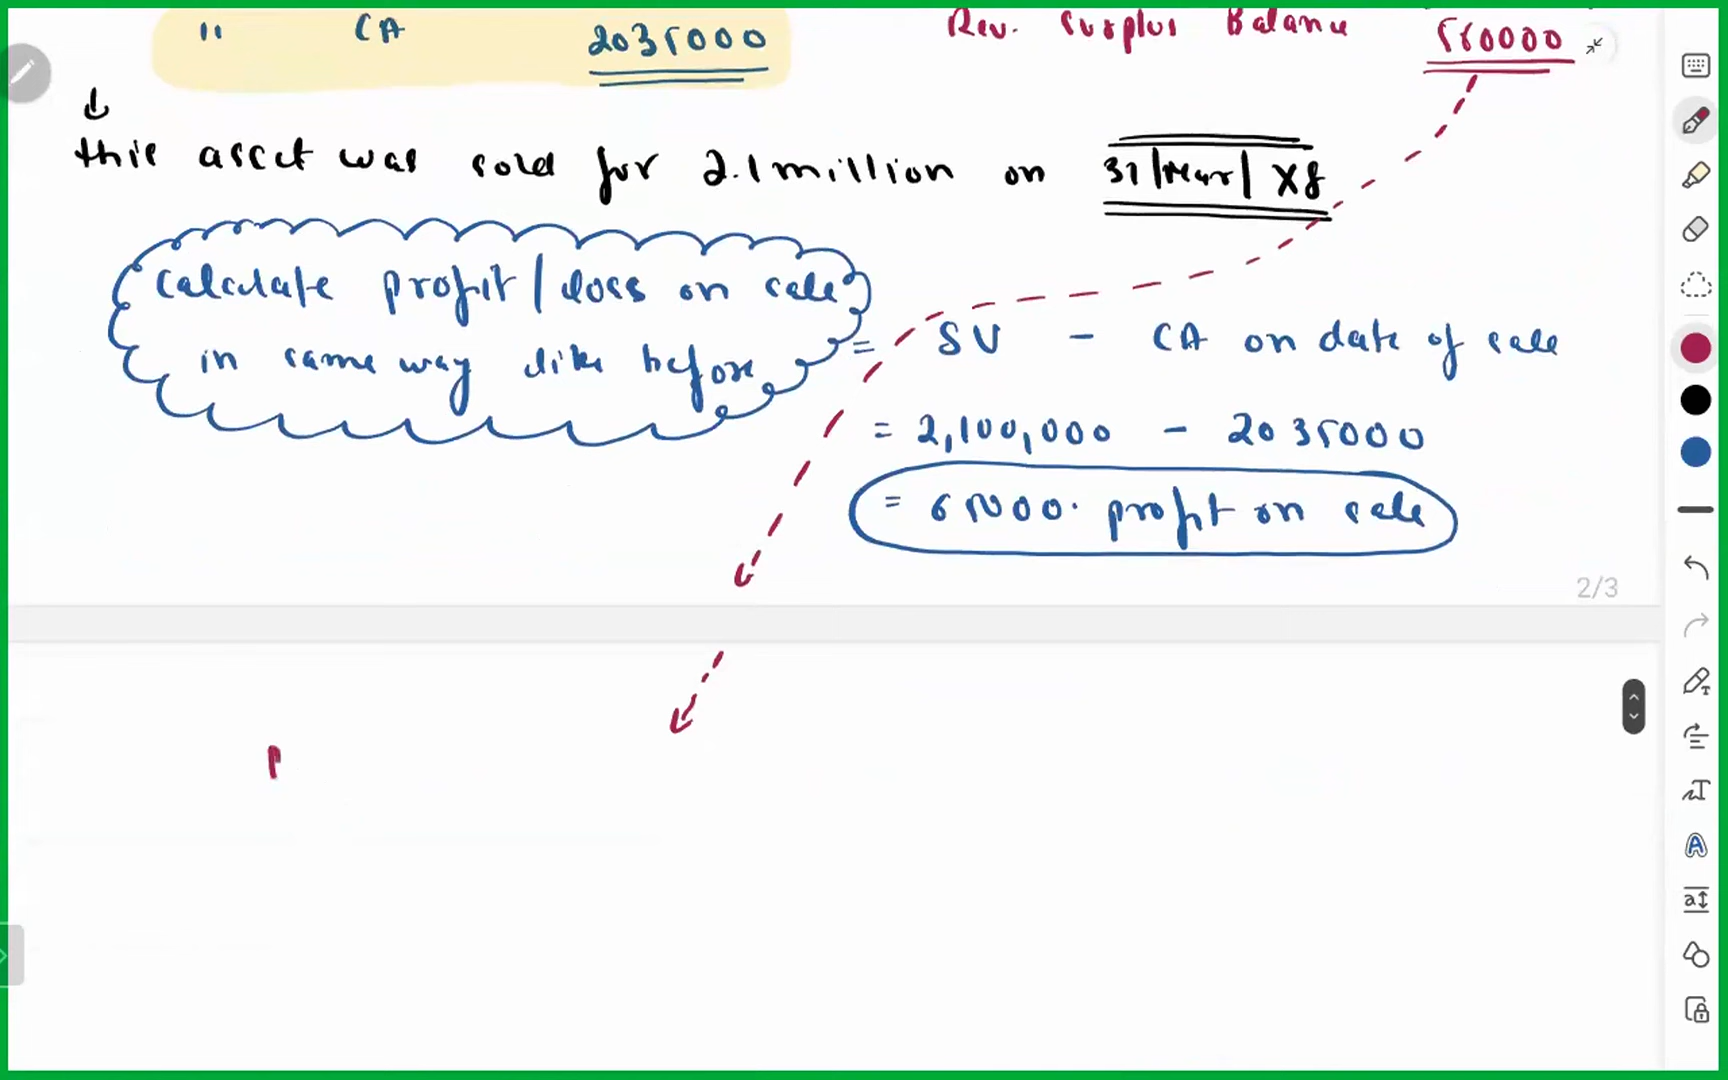 " CA 2035000
Rev. Surplus Balance 550000
this asset was sold for 2.1 million on 31/Mar/X8
Calculate profit/loss on sale
in same way like before
= SV - CA on date of sale
= 2,100,000 - 2035000
= 65000. profit on sale
2/3